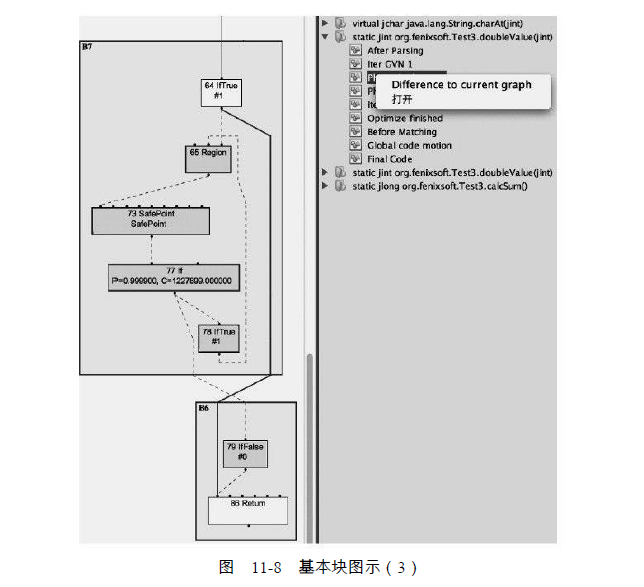 B7
64 IfTrue
#1
65 Region
73 SafePoint
SafePoint
77 If
P=0.999900, C=1227899.000000
78 IfTrue
#1
B6
79 IfFalse
#0
86 Return
virtual jchar java.lang.String.charAt(jint)
static jint org.fenixsoft.Test3.doubleValue(jint)
After Parsing
Iter GVN 1
Difference to current graph
打开
Optimize finished
Before Matching
Global code motion
Final Code
static jint org.fenixsoft.Test3.doubleValue(jint)
static jlong org.fenixsoft.Test3.calcSum()
图 11-8 基本块图示（3）